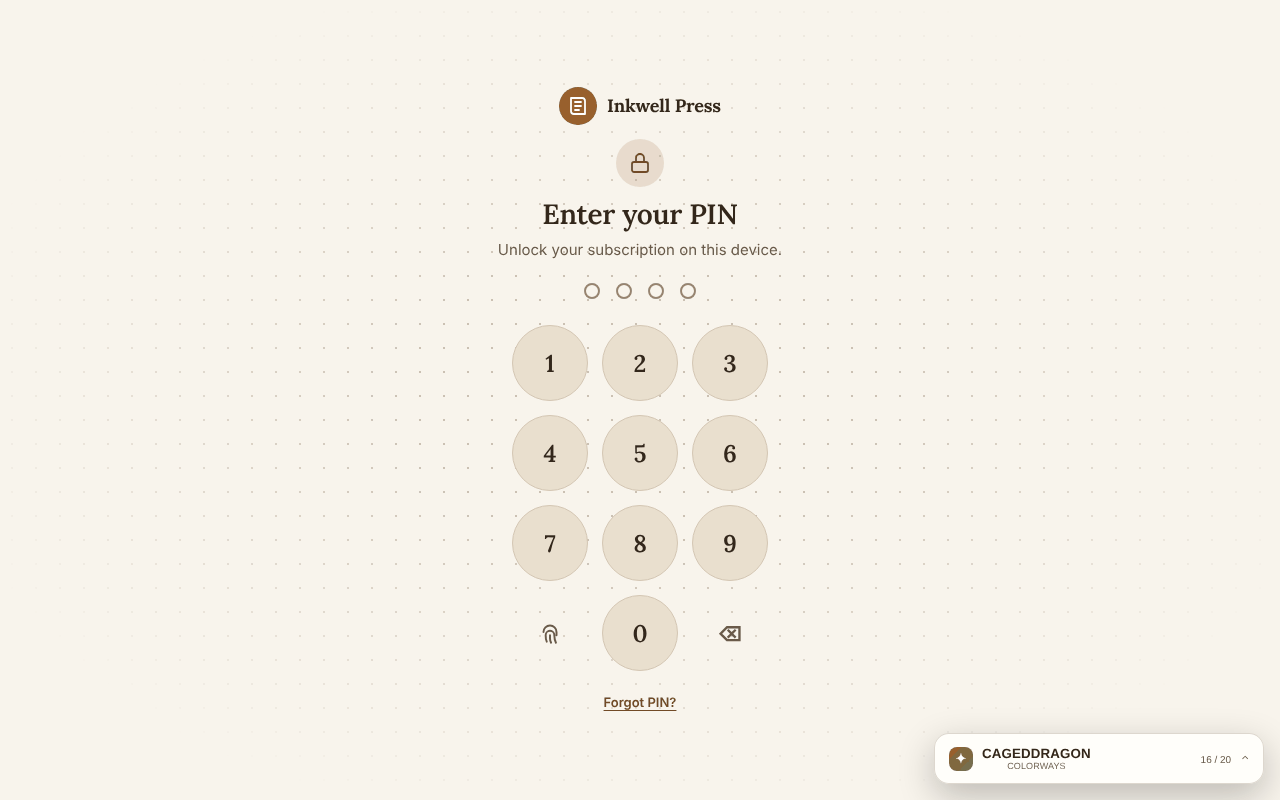 Inkwell Press
Enter your PIN
Unlock your subscription on this device.
1 2 3
4 5 6
7 8 9
0
Forgot PIN?
CAGEDDRAGON
COLORWAYS
16 / 20